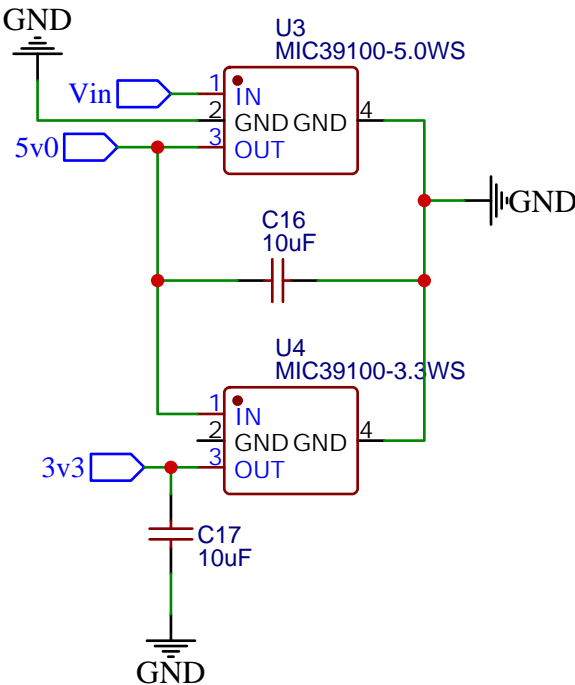 GND
U3
MIC39100-5.0WS
Vin
1
IN
2
GND GND
4
5v0
3
OUT
GND
C16
10uF
U4
MIC39100-3.3WS
1
IN
2
GND GND
4
3v3
3
OUT
C17
10uF
GND